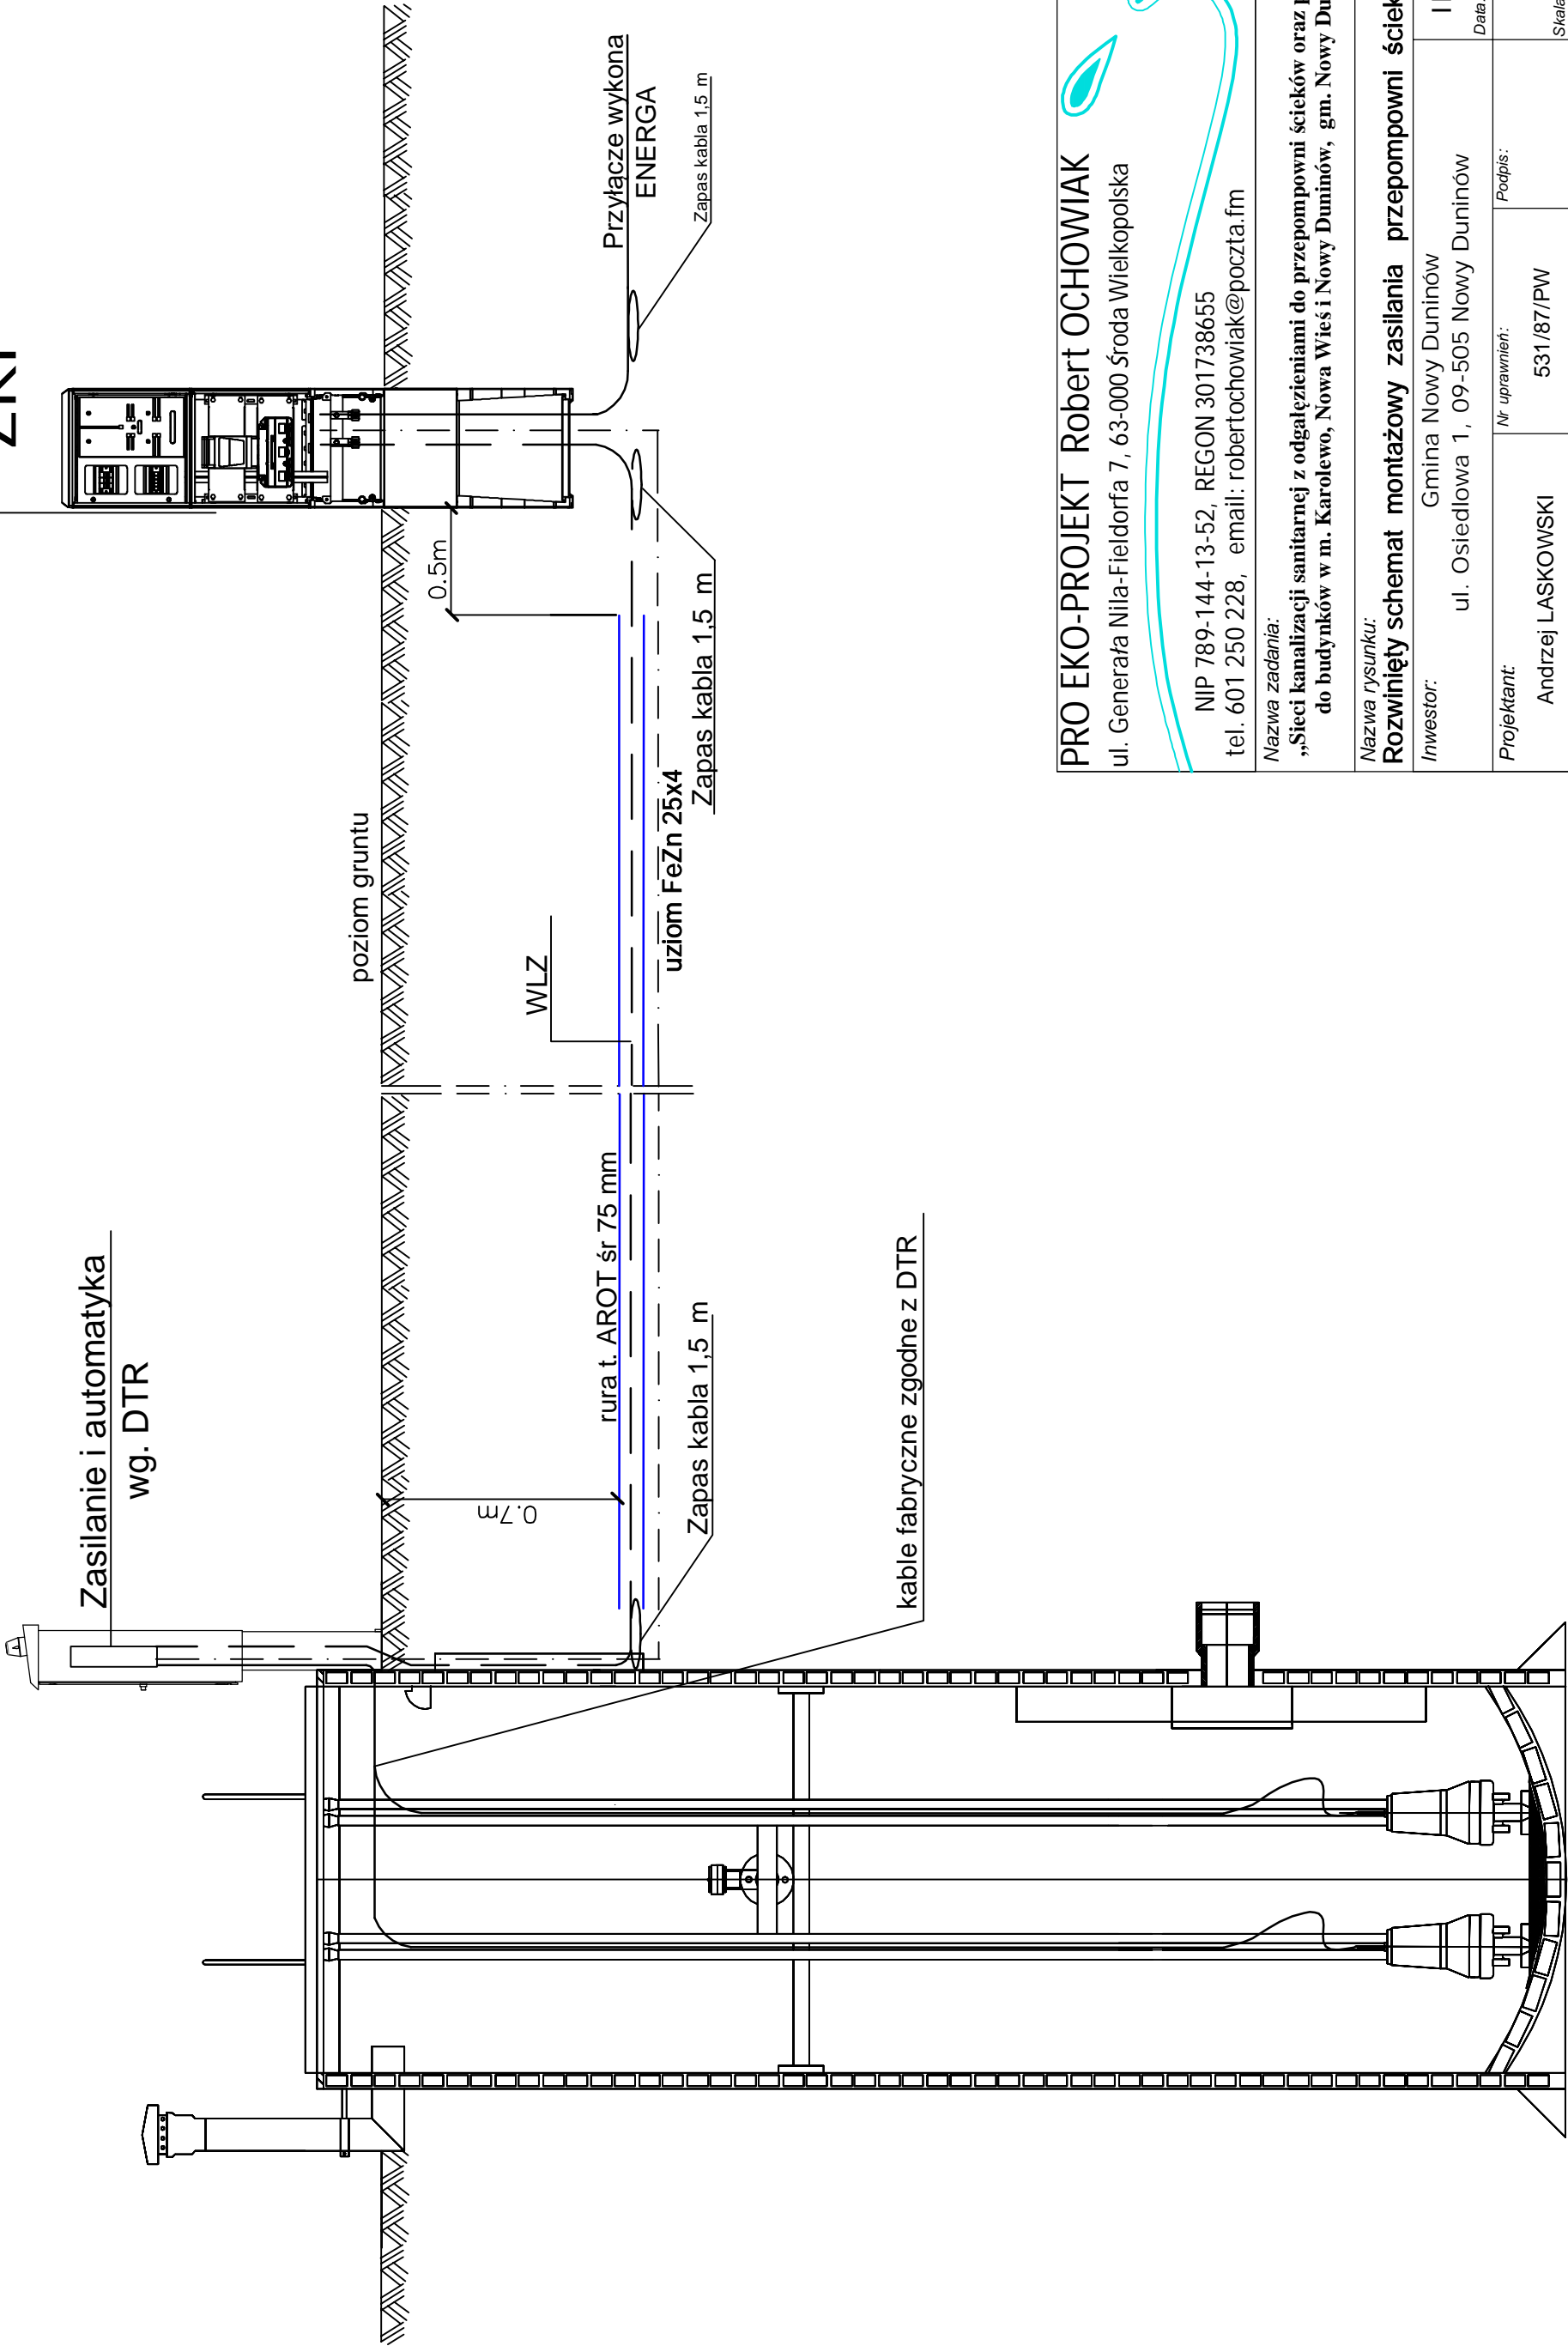 ZKP
Zasilanie i automatyka
wg. DTR
poziom gruntu
0.5m
0.7m
WLZ
rura t. AROT śr 75 mm
Przyłącze wykona
ENERGA
Zapas kabla 1,5 m
uziom FeZn 25x4
Zapas kabla 1,5 m
Zapas kabla 1,5 m
kable fabryczne zgodne z DTR
PRO EKO-PROJEKT Robert OCHOWIAK
ul. Generała Nila-Fieldorfa 7, 63-000 Środa Wielkopolska
NIP 789-144-13-52, REGON 301738655
tel. 601 250 228, email: robertochowiak@poczta.fm
Nazwa zadania:
„Sieci kanalizacji sanitarnej z odgałęzieniami do przepompowni ścieków oraz
do budynków w m. Karolewo, Nowa Wieś i Nowy Duninów, gm. Nowy Du
Nazwa rysunku:
Rozwinięty schemat montażowy zasilania przepompowni ściek
Inwestor:
Gmina Nowy Duninów
ul. Osiedlowa 1, 09-505 Nowy Duninów
Data.
Projektant:
Andrzej LASKOWSKI
Nr uprawnień:
531/87/PW
Podpis:
Skala